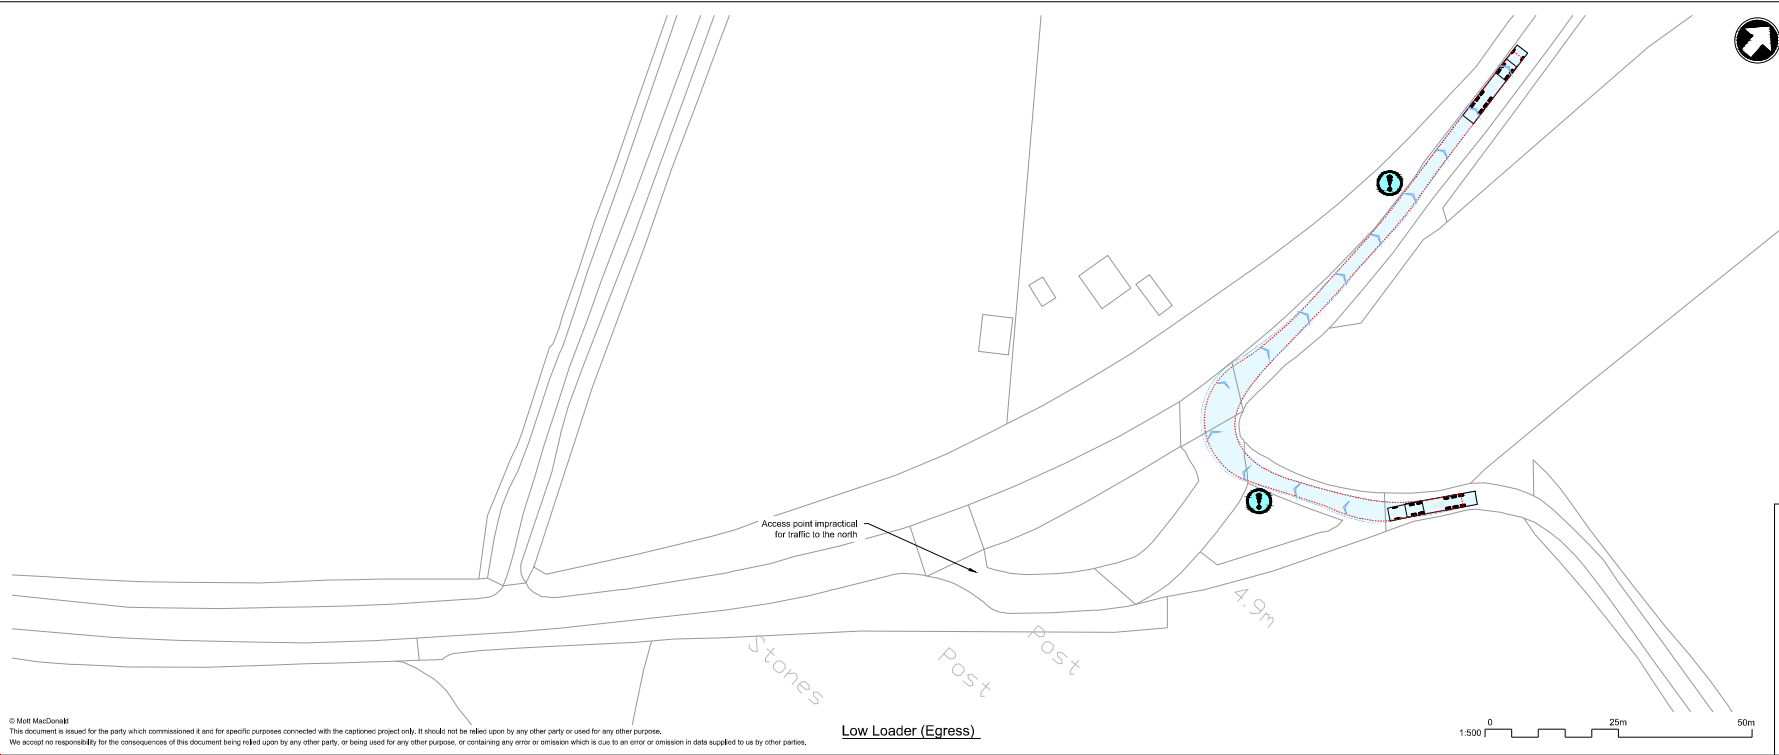 Access point impractical
for traffic to the north
4.9m
Post
Post
Stones
© Mott MacDonald
This document is issued for the party which commissioned it and for specific purposes connected with the captioned project only. It should not be relied upon by any other party or used for any other purpose.
We accept no responsibility for the consequences of this document being relied upon by any other party, or being used for any other purpose, or containing any error or omission which is due to an error or omission in data supplied to us by other parties.
Low Loader (Egress)
0 25m 50m
1:500